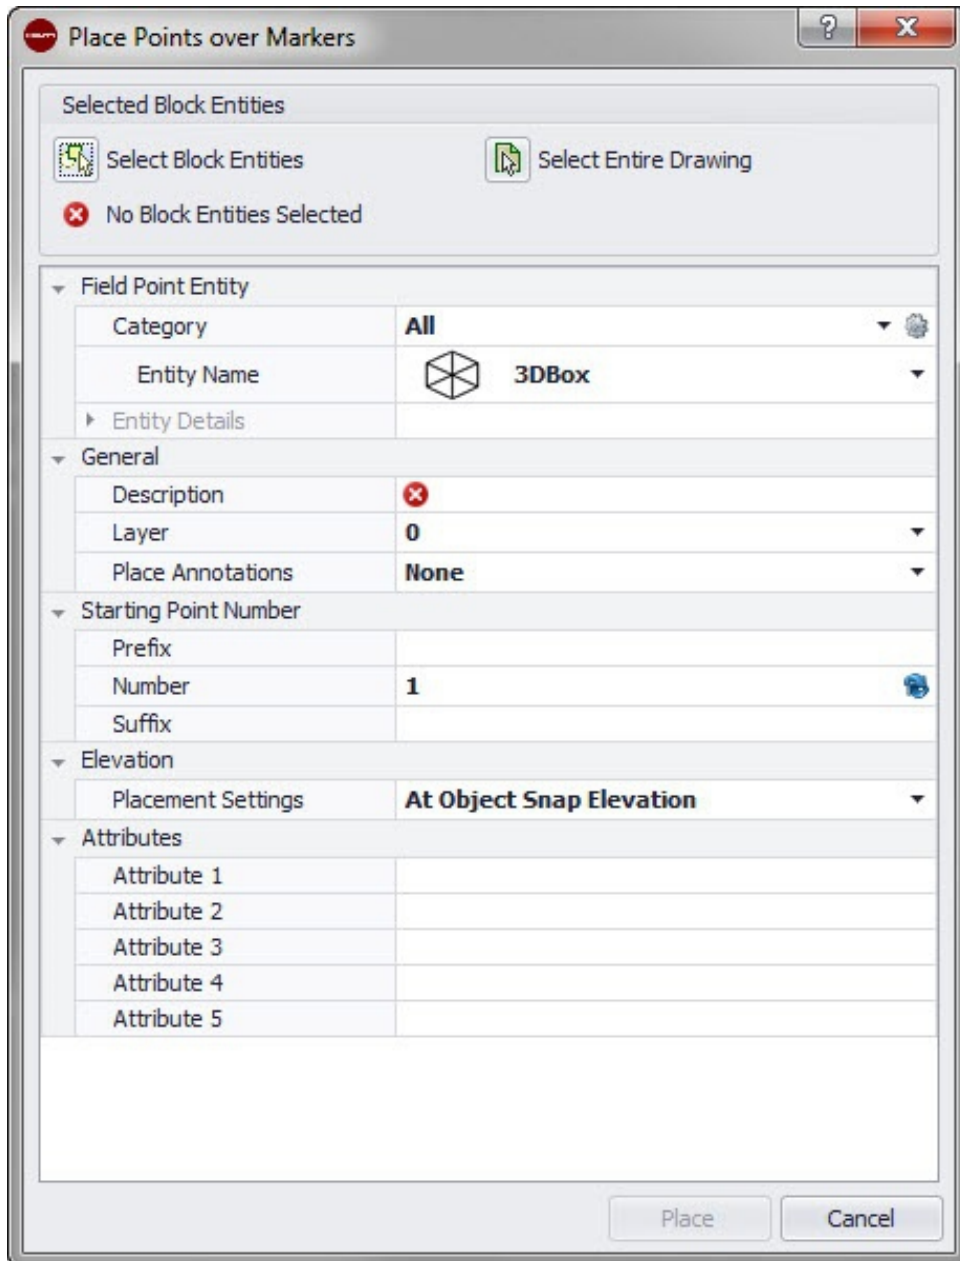 Place Points over Markers
?
Selected Block Entities
Select Block Entities Select Entire Drawing
No Block Entities Selected
Field Point Entity
Category All
Entity Name 3DBox
Entity Details
General
Description
Layer 0
Place Annotations None
Starting Point Number
Prefix
Number 1
Suffix
Elevation
Placement Settings At Object Snap Elevation
Attributes
Attribute 1
Attribute 2
Attribute 3
Attribute 4
Attribute 5
Place Cancel